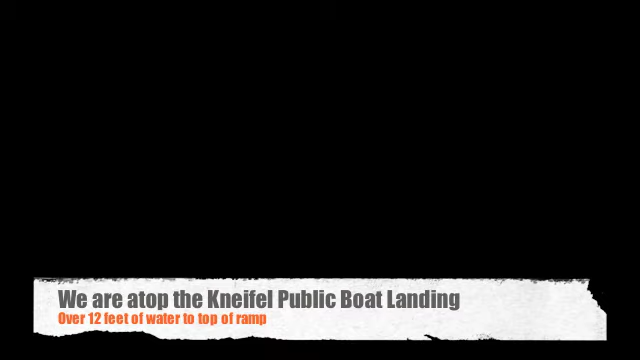 We are atop the Kneifel Public Boat Landing
Over 12 feet of water to top of ramp